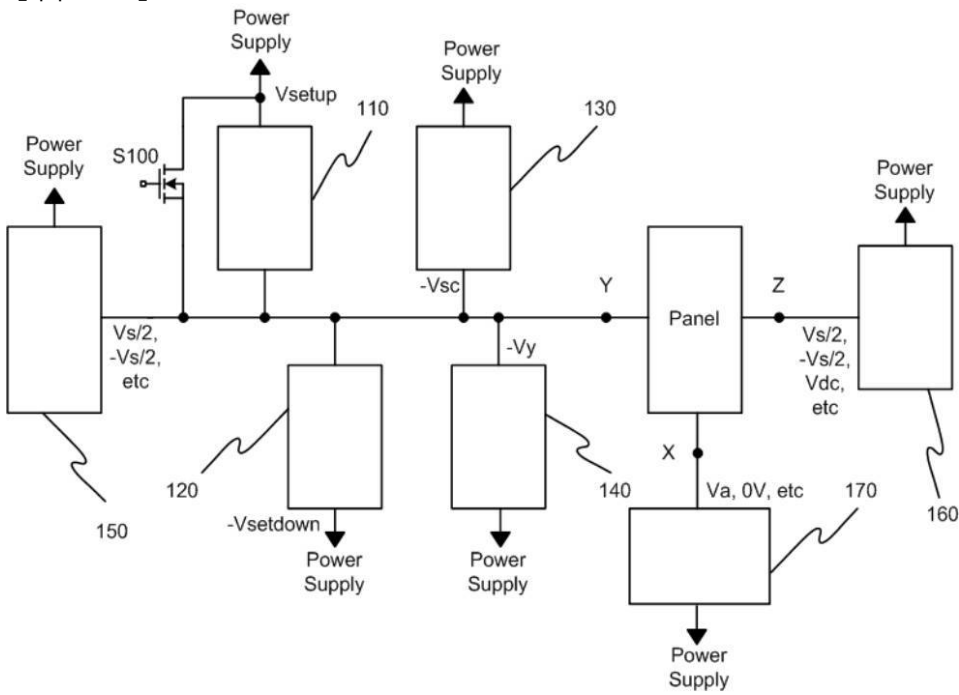 Power
Supply
Vsetup
110
Power
Supply
130
S100
Power
Supply
Power
Supply
-Vsc
Y
Z
Panel
Vs/2,
-Vs/2,
etc
-Vy
Vs/2,
-Vs/2,
Vdc,
etc
X
120
140
Va, 0V, etc
170
160
150
-Vsetdown
Power
Supply
Power
Supply
Power
Supply